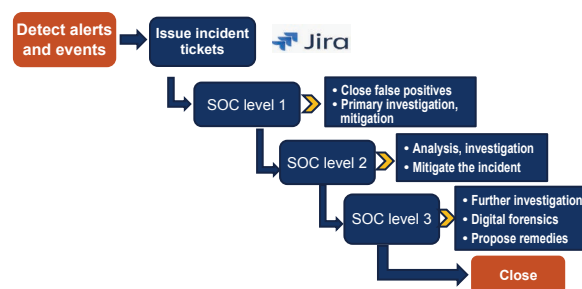 Detect alerts
and events
Issue incident
tickets
Jira
SOC level 1
• Close false positives
• Primary investigation,
mitigation
SOC level 2
• Analysis, investigation
• Mitigate the incident
SOC level 3
• Further investigation
• Digital forensics
• Propose remedies
Close